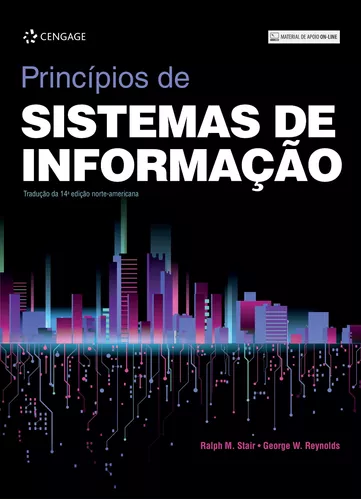 CENGAGE
MATERIAL DE APOIO ON-LINE
Princípios de
SISTEMAS DE
INFORMAÇÃO
Tradução da 14ª edição norte-americana
Ralph M. Stair • George W. Reynolds